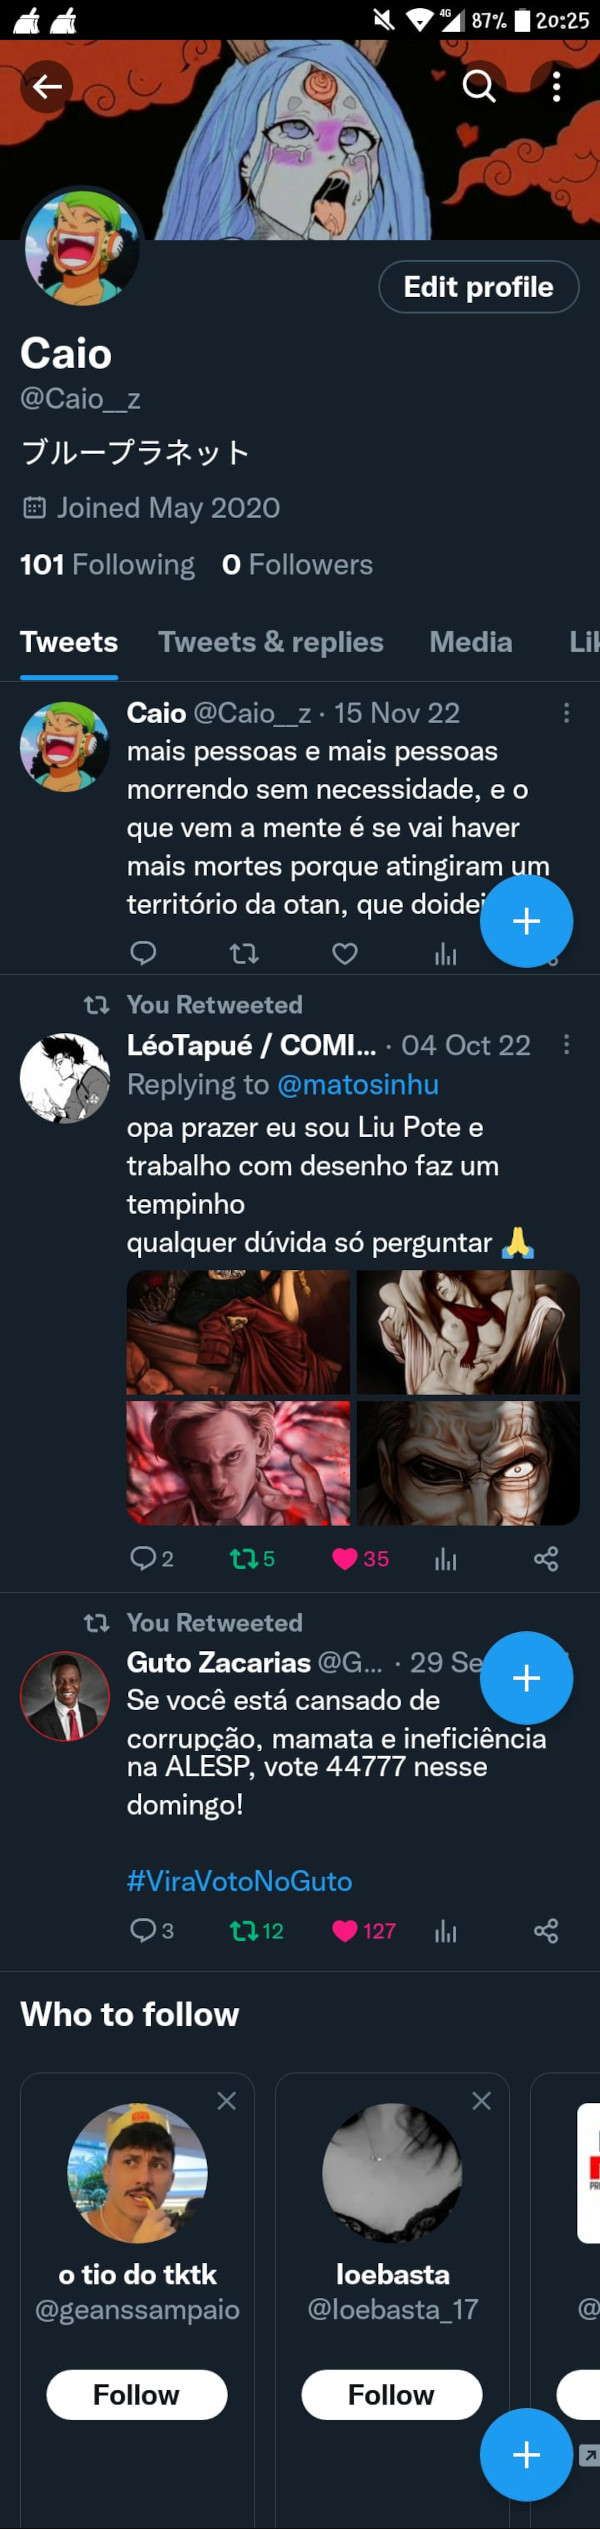 87% 20:25
4G
Edit profile
Caio
@Caio__z
ブループラネット
Joined May 2020
101 Following 0 Followers
Tweets Tweets & replies Media Lik
Caio @Caio__z · 15 Nov 22
mais pessoas e mais pessoas
morrendo sem necessidade, e o
que vem a mente é se vai haver
mais mortes porque atingiram um
território da otan, que doidei
You Retweeted
LéoTapué / COMI... · 04 Oct 22
Replying to @matosinhu
opa prazer eu sou Liu Pote e
trabalho com desenho faz um
tempinho
qualquer dúvida só perguntar 🙏
2 5 35
You Retweeted
Guto Zacarias @G... · 29 Se
Se você está cansado de
corrupção, mamata e ineficiência
na ALESP, vote 44777 nesse
domingo!
#ViraVotoNoGuto
3 12 127
Who to follow
o tio do tktk
@geanssampaio
Follow
loebasta
@loebasta_17
Follow
@